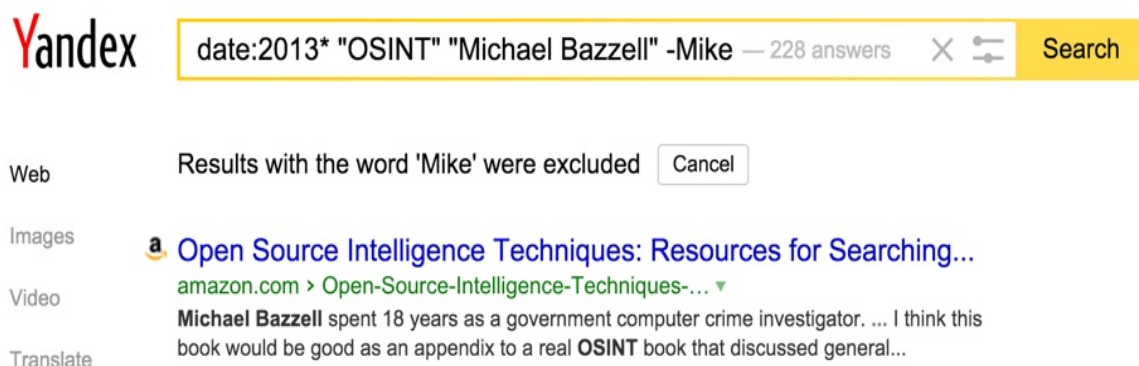 Yandex
date:2013* "OSINT" "Michael Bazzell" -Mike — 228 answers
Search
Web
Results with the word 'Mike' were excluded
Cancel
Images
a
Open Source Intelligence Techniques: Resources for Searching...
amazon.com › Open-Source-Intelligence-Techniques-...
Video
Michael Bazzell spent 18 years as a government computer crime investigator. ... I think this
book would be good as an appendix to a real OSINT book that discussed general...
Translate